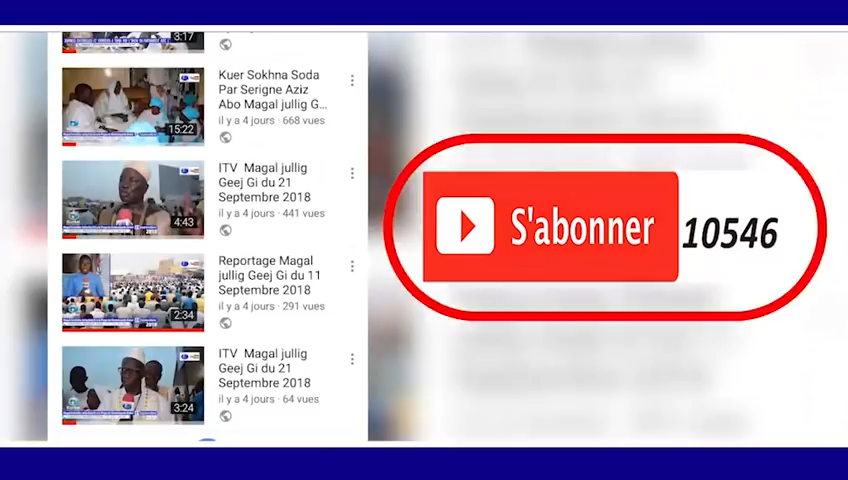 3:17
Kuer Sokhna Soda
Par Serigne Aziz
Abo Magal jullig G...
il y a 4 jours · 668 vues
15:22
ITV Magal jullig
Geej Gi du 21
Septembre 2018
il y a 4 jours · 441 vues
4:43
Reportage Magal
jullig Geej Gi du 11
Septembre 2018
il y a 4 jours · 291 vues
2:34
ITV Magal jullig
Geej Gi du 21
Septembre 2018
il y a 4 jours · 64 vues
3:24
S'abonner
10546